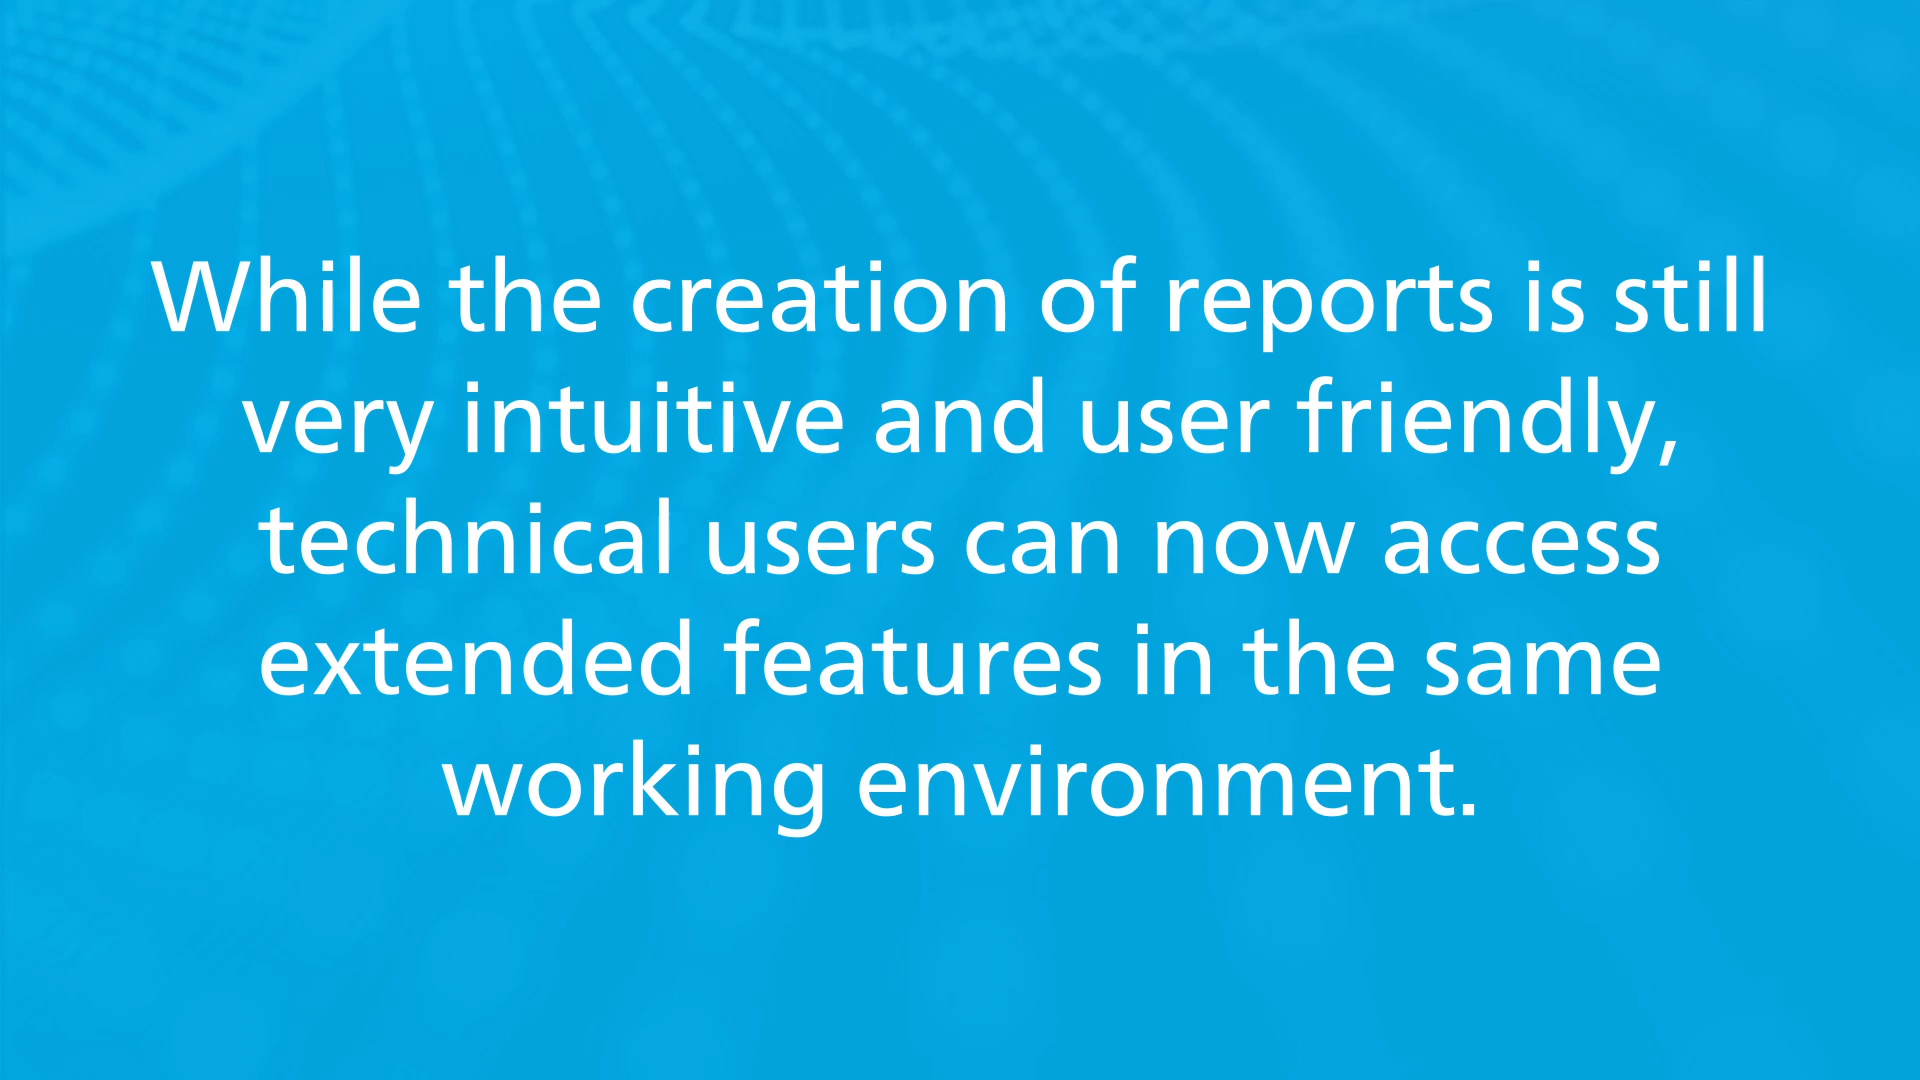 While the creation of reports is still
very intuitive and user friendly,
technical users can now access
extended features in the same
working environment.